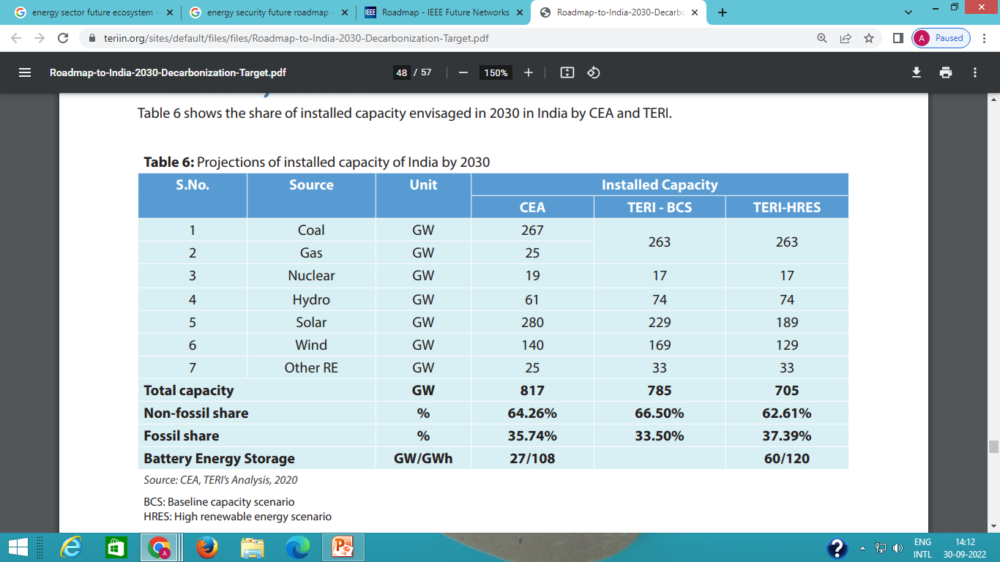 energy sector future ecosystem -
energy security future roadmap -
IEEE Roadmap - IEEE Future Networks
Roadmap-to-India-2030-Decarbo
teriin.org/sites/default/files/files/Roadmap-to-India-2030-Decarbonization-Target.pdf
A Paused
Roadmap-to-India-2030-Decarbonization-Target.pdf 48 / 57 150%
Table 6 shows the share of installed capacity envisaged in 2030 in India by CEA and TERI.
Table 6: Projections of installed capacity of India by 2030
S.No. Source Unit Installed Capacity
CEA TERI - BCS TERI-HRES
1 Coal GW 267 263 263
2 Gas GW 25
3 Nuclear GW 19 17 17
4 Hydro GW 61 74 74
5 Solar GW 280 229 189
6 Wind GW 140 169 129
7 Other RE GW 25 33 33
Total capacity GW 817 785 705
Non-fossil share % 64.26% 66.50% 62.61%
Fossil share % 35.74% 33.50% 37.39%
Battery Energy Storage GW/GWh 27/108 60/120
Source: CEA, TERI's Analysis, 2020
BCS: Baseline capacity scenario
HRES: High renewable energy scenario
ENG 14:12
INTL 30-09-2022